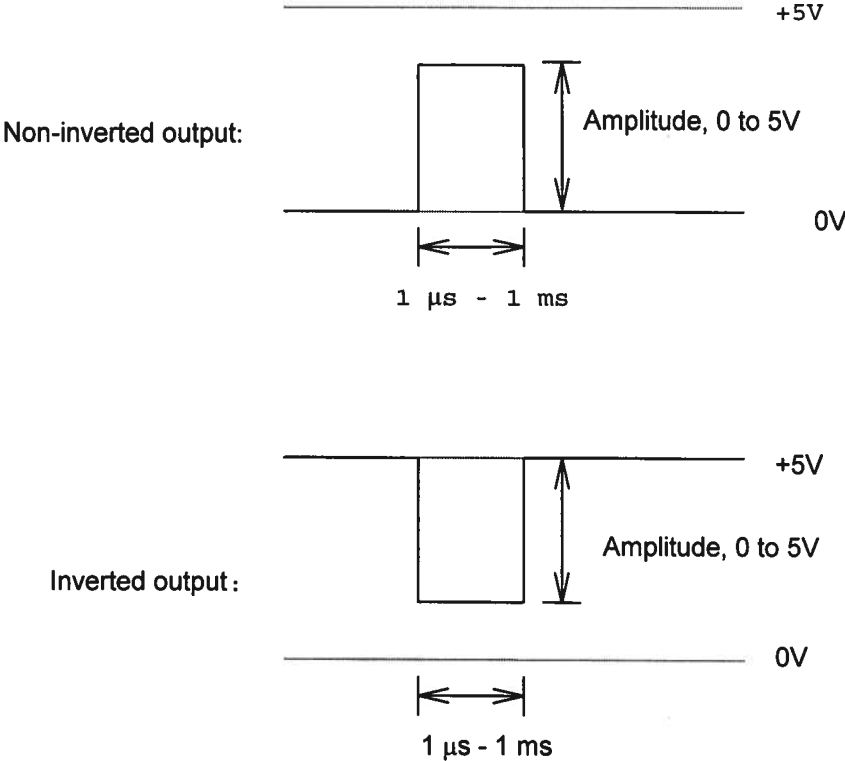 +5V
Non-inverted output:
Amplitude, 0 to 5V
0V
1 μs - 1 ms
+5V
Amplitude, 0 to 5V
Inverted output:
0V
1 μs - 1 ms